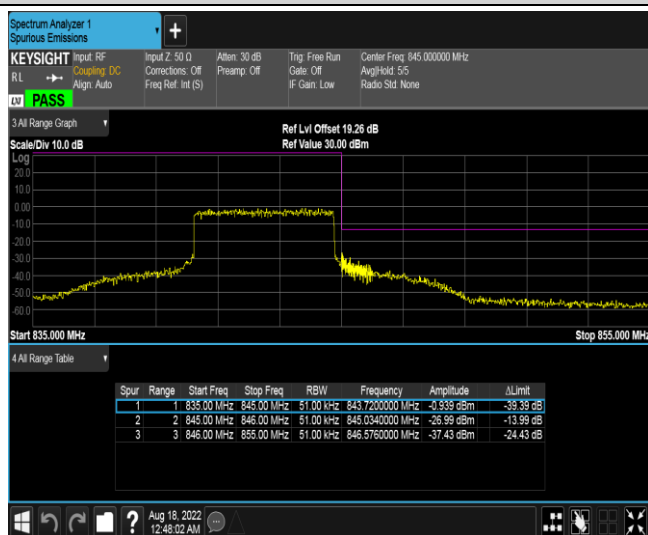 Spectrum Analyzer 1
Spurious Emissions
+
KEYSIGHT
Input: RF
Input Z: 50 Ω
Atten: 30 dB
Trig: Free Run
Center Freq: 845.000000 MHz
R L
Coupling: DC
Corrections: Off
Preamp: Off
Gate: Off
Avg|Hold: 5/5
Align: Auto
Freq Ref: Int (S)
IF Gain: Low
Radio Std: None
LXI
PASS
3 All Range Graph
Ref Lvl Offset 19.26 dB
Scale/Div 10.0 dB
Ref Value 30.00 dBm
Log
20.0
10.0
0.00
-10.0
-20.0
-30.0
-40.0
-50.0
-60.0
Start 835.000 MHz
Stop 855.000 MHz
4 All Range Table
Spur Range Start Freq Stop Freq RBW Frequency Amplitude ΔLimit
1 1 835.00 MHz 845.00 MHz 51.00 kHz 843.7200000 MHz -0.939 dBm -39.39 dB
2 2 845.00 MHz 846.00 MHz 51.00 kHz 845.0340000 MHz -26.99 dBm -13.99 dB
3 3 846.00 MHz 855.00 MHz 51.00 kHz 846.5760000 MHz -37.43 dBm -24.43 dB
?
Aug 18, 2022
12:48:02 AM